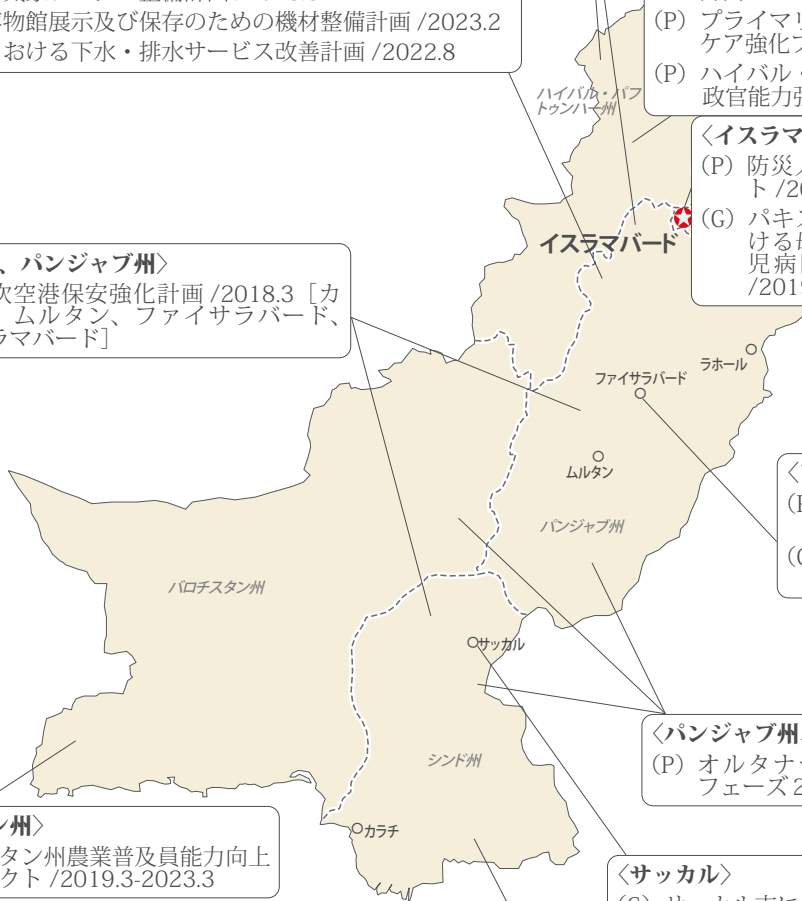 博物館展示及び保存のための機材整備計画 /2023.2
おける下水・排水サービス改善計画 /2022.8
(P) プライマリ
ケア強化プ
(P) ハイバル・
政官能力強
ハイバル・パフ
トゥンハー州
〈イスラマ
(P) 防災人
ト /20
(G) パキス
ける母
児病院
/2019
イスラマバード
、パンジャブ州〉
次空港保安強化計画 /2018.3［カ
、ムルタン、ファイサラバード、
ラマバード］
ラホール
ファイサラバード
ムルタン
パンジャブ州
バロチスタン州
サッカル
シンド州
〈パンジャブ州、
(P) オルタナ
フェーズ2
カラチ
ン州〉
タン州農業普及員能力向上
クト /2019.3-2023.3
〈サッカル〉